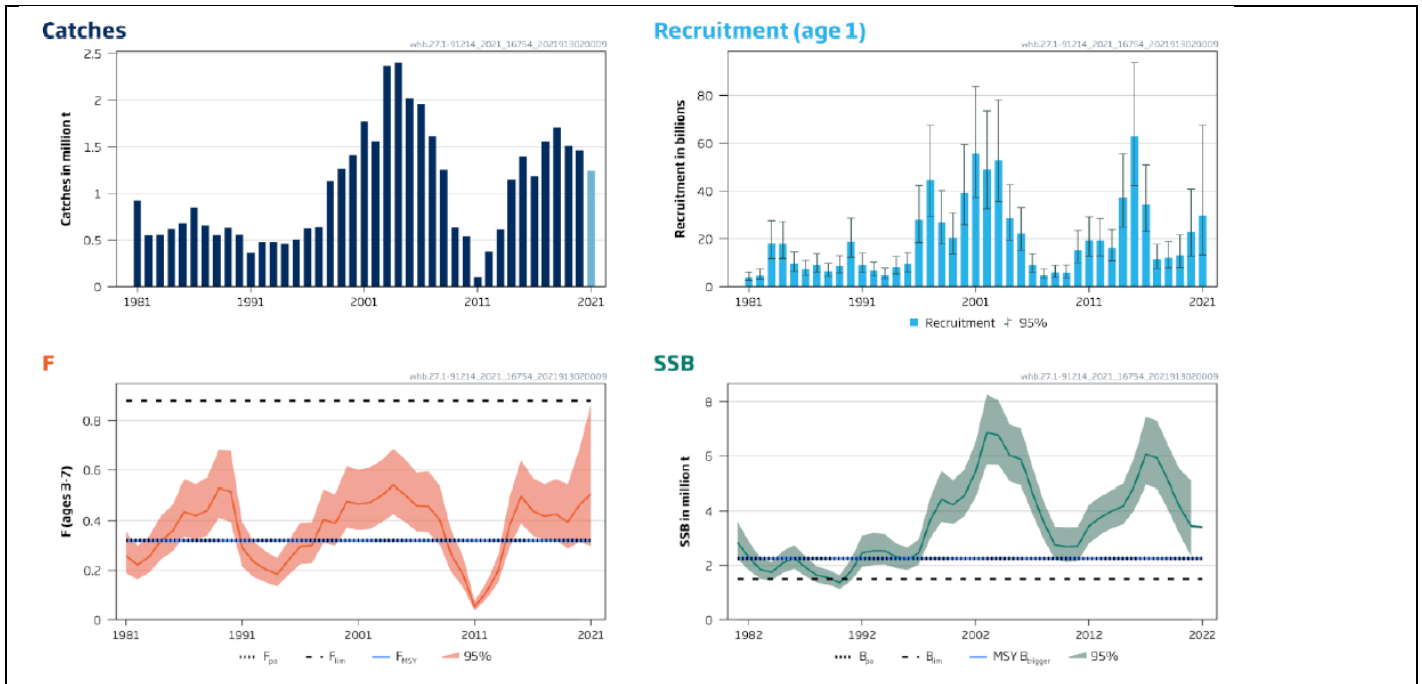 Catches
whb.27.1-91214_2021_16754_2021913020009
Catches in million t
2.5
2
1.5
1
0.5
0
1981 1991 2001 2011 2021
Recruitment (age 1)
whb.27.1-91214_2021_16754_2021913020009
Recruitment in billions
80
60
40
20
0
1981 1991 2001 2011 2021
Recruitment 95%
F
whb.27.1-91214_2021_16754_2021913020009
F (ages 3-7)
0.8
0.6
0.4
0.2
0
1981 1991 2001 2011 2021
Fpa Flim FMSY 95%
SSB
whb.27.1-91214_2021_16754_2021913020009
SSB in million t
8
6
4
2
0
1982 1992 2002 2012 2022
Bpa Blim MSY Btrigger 95%